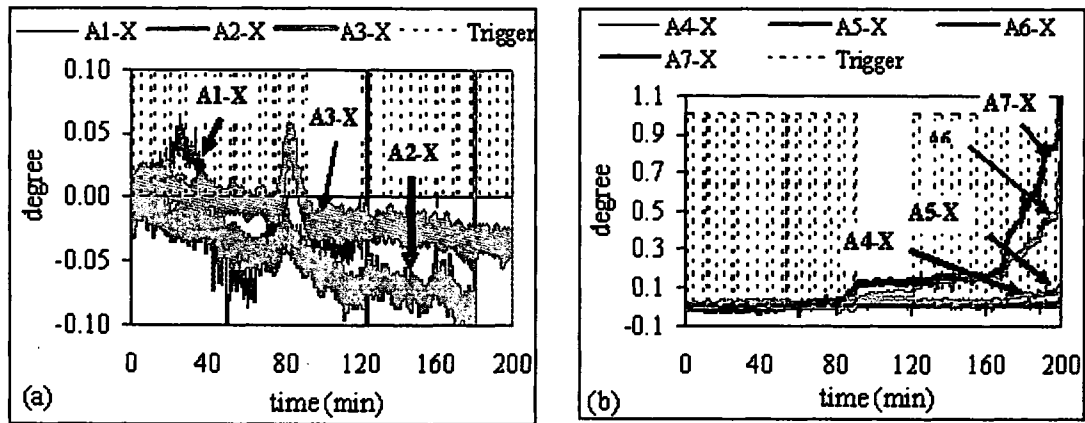 A1-X A2-X A3-X Trigger
0.10
0.05
0.00
-0.05
-0.10
degree
A1-X
A3-X
A2-X
0 40 80 120 160 200
time (min)
(a)
A4-X A5-X A6-X
A7-X Trigger
1.1
0.9
0.7
0.5
0.3
0.1
-0.1
degree
A7-X
A5-X
A4-X
0 40 80 120 160 200
time (min)
(b)